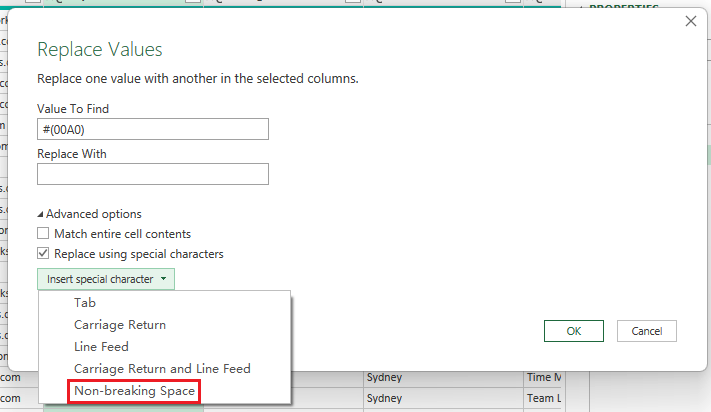 PROPERTIES
Replace Values
Replace one value with another in the selected columns.
Value To Find
#(00A0)
Replace With
Advanced options
Match entire cell contents
Replace using special characters
Insert special character
Tab
Carriage Return
Line Feed
Carriage Return and Line Feed
Non-breaking Space
OK
Cancel
com Sydney Time M
s.com Sydney Team L